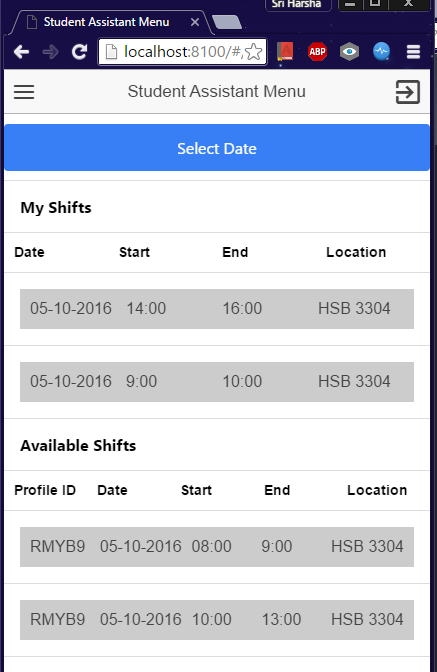 Sri Harsha
Student Assistant Menu
localhost:8100/#/
ABP
Student Assistant Menu
Select Date
My Shifts
Date Start End Location
05-10-2016 14:00 16:00 HSB 3304
05-10-2016 9:00 10:00 HSB 3304
Available Shifts
Profile ID Date Start End Location
RMYB9 05-10-2016 08:00 9:00 HSB 3304
RMYB9 05-10-2016 10:00 13:00 HSB 3304